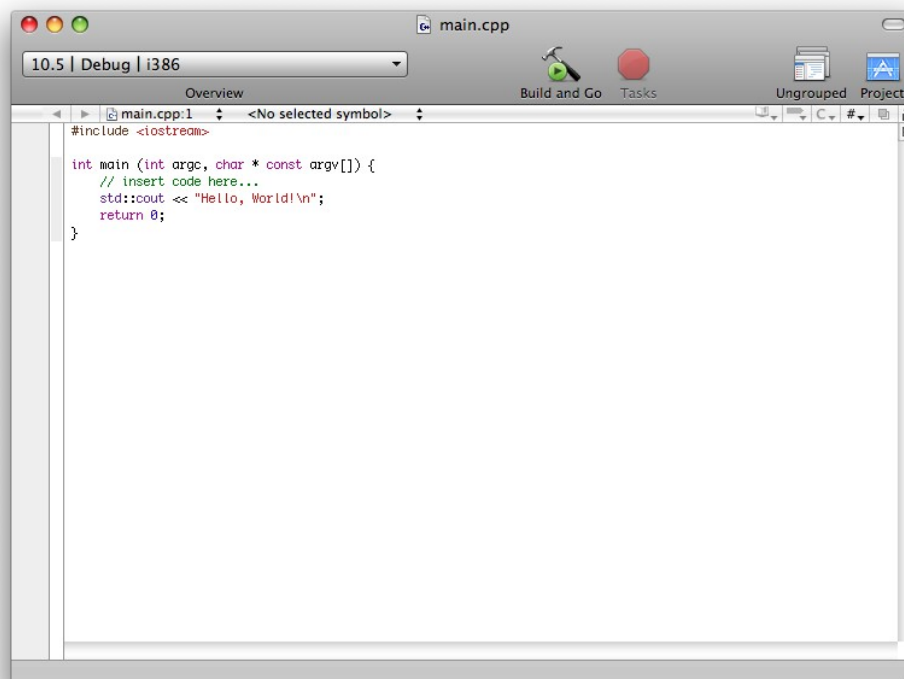 main.cpp
10.5 | Debug | i386
Overview
Build and Go
Tasks
Ungrouped
Project
main.cpp:1
<No selected symbol>
C
#
#include <iostream>
int main (int argc, char * const argv[]) {
    // insert code here...
    std::cout << "Hello, World!\n";
    return 0;
}